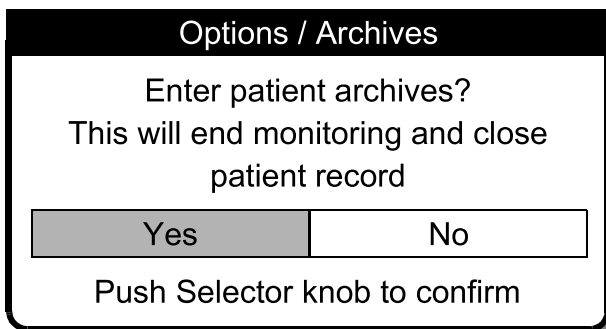 Options / Archives
Enter patient archives?
This will end monitoring and close
patient record
Yes No
Push Selector knob to confirm